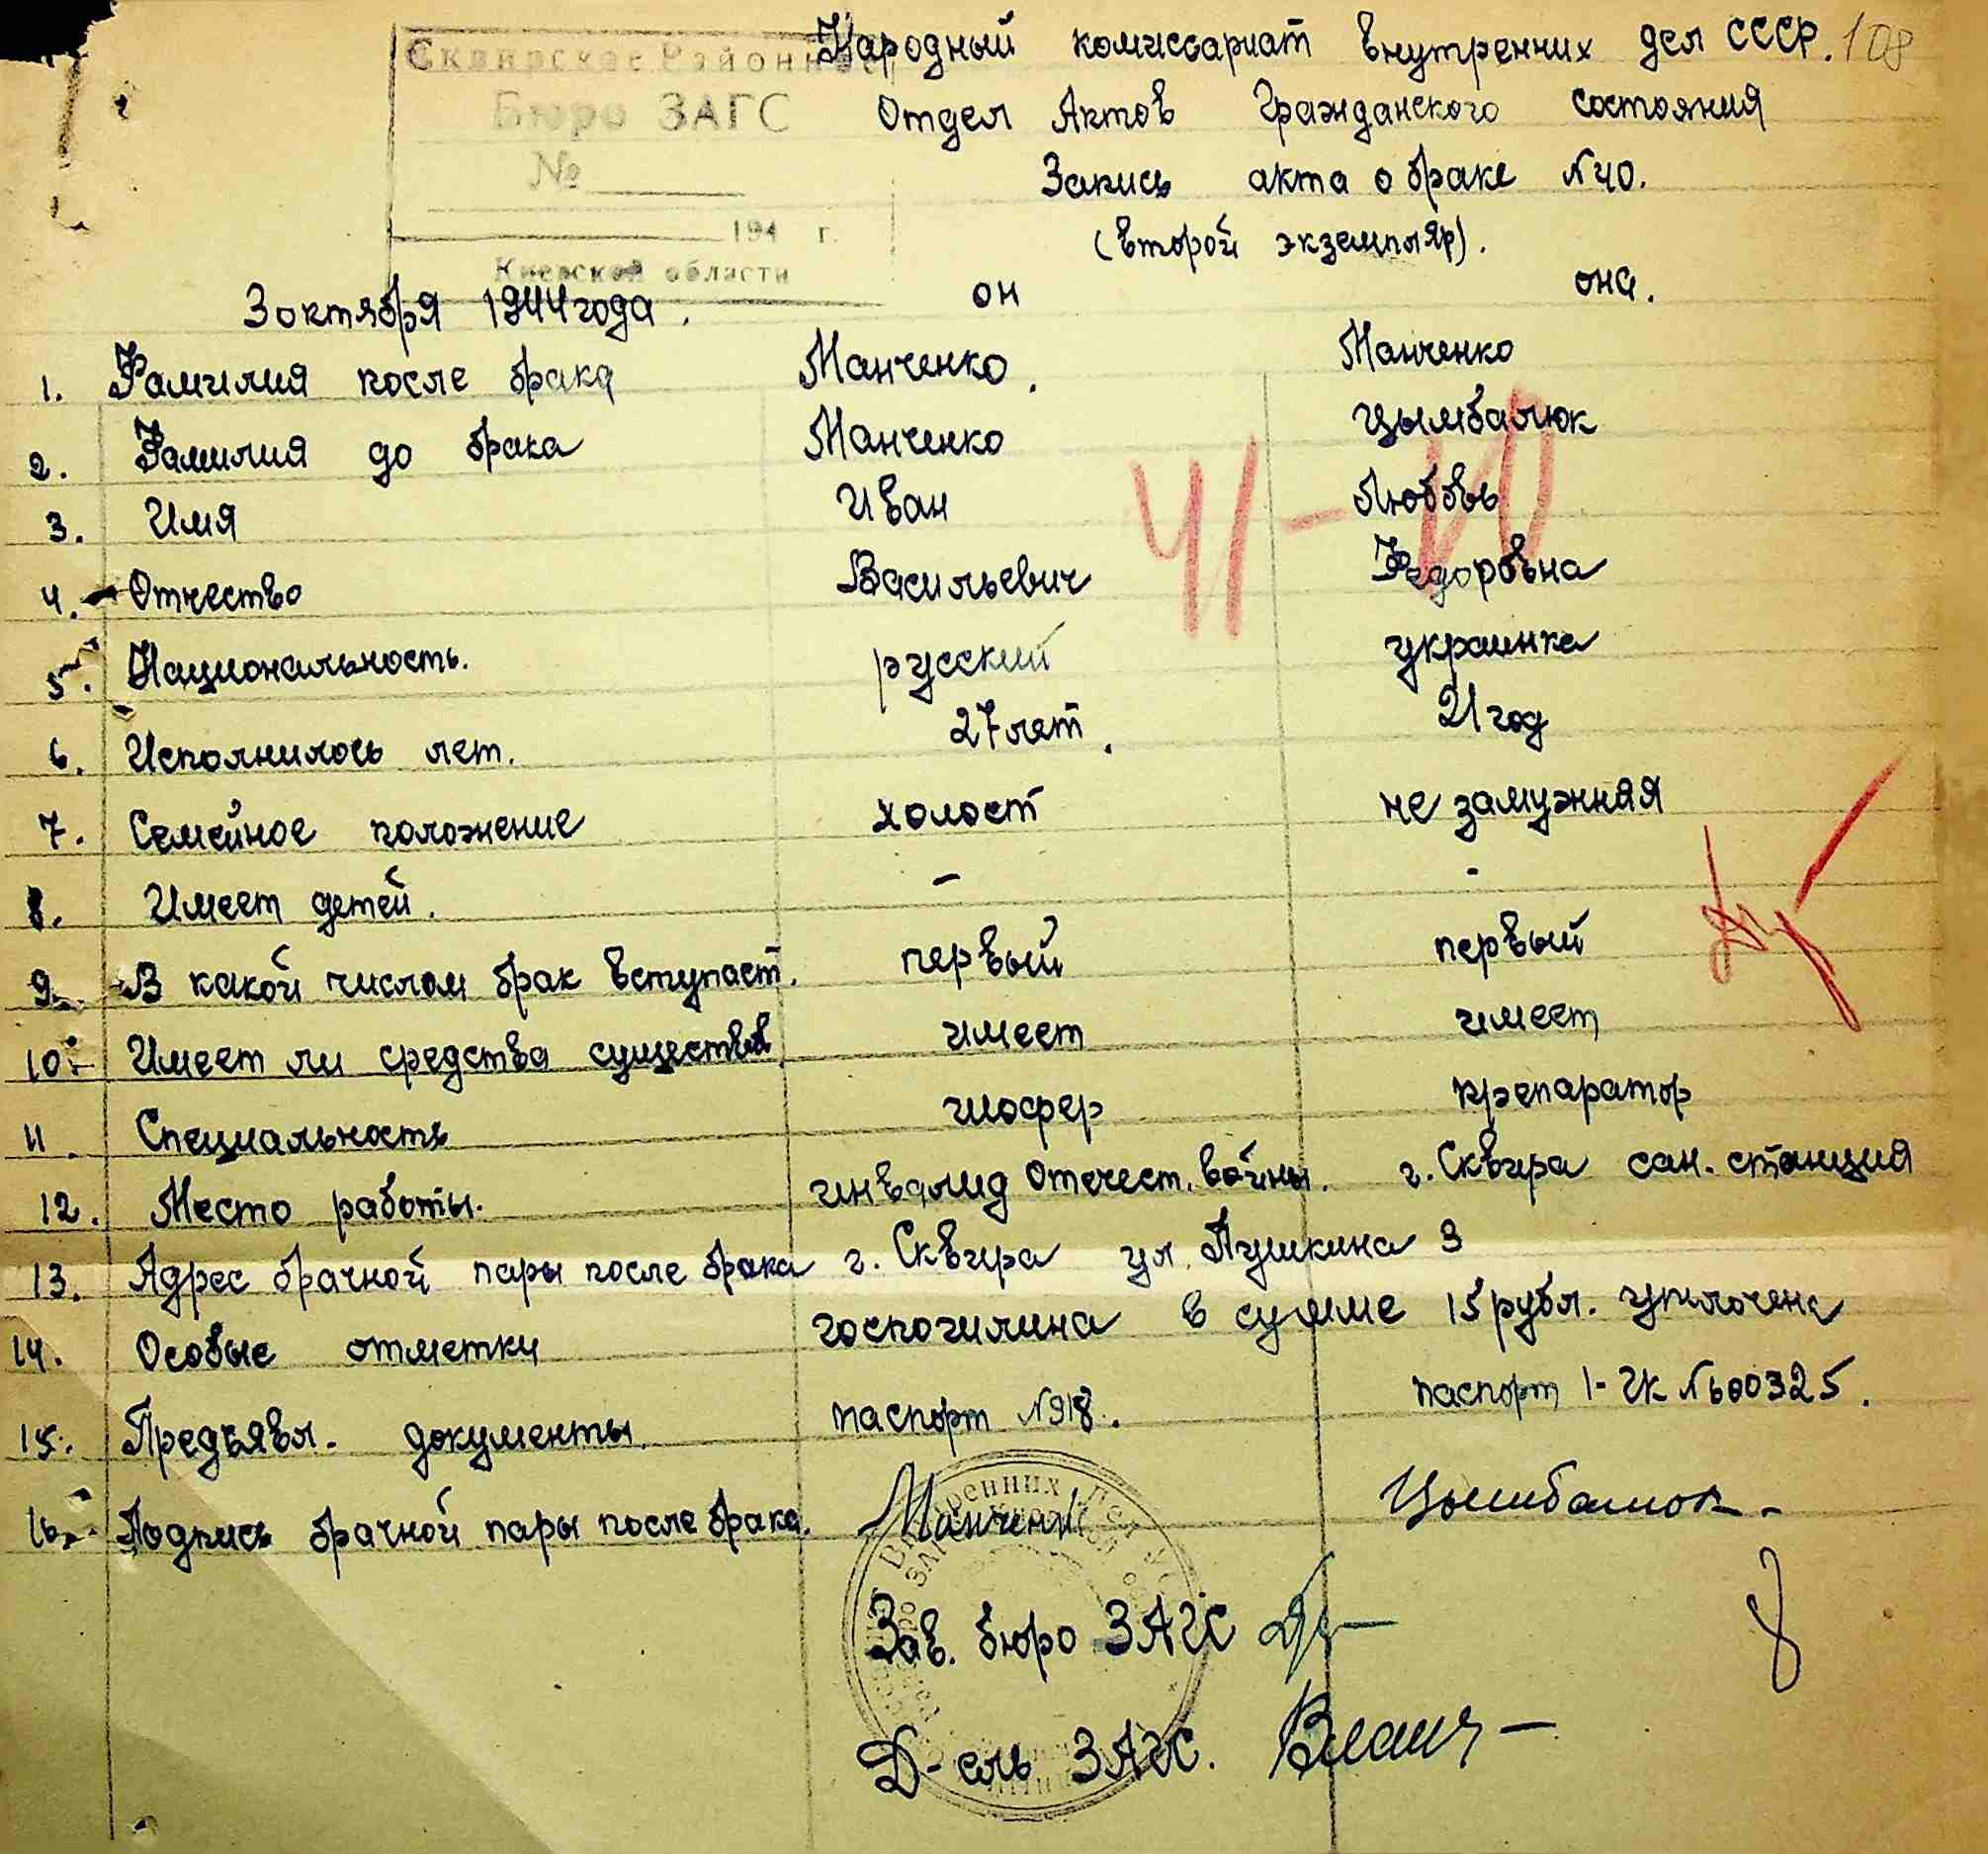 Сквирское Районное
Бюро ЗАГС
№
194 г.
Киевской области
Народный комиссариат внутренних дел СССР. 108
Отдел Актов Гражданского состояния
Запись акта о браке №40.
(второй экземпляр).
3 октября 1944 года. он она.
1. Фамилия после брака Манченко. Манченко
2. Фамилия до брака Манченко Цымбалюк
3. Имя Иван Любовь
4. Отчество Васильевич Федоровна
5. Национальность. русский украинка
6. Исполнилось лет. 27 лет. 21 год
7. Семейное положение холост не замужняя
8. Имеет детей. - -
9. В какой числом брак вступает. первый первый
10. Имеет ли средства существов. имеет имеет
11. Специальность шофер препаратор
12. Место работы. инвалид Отечест. войны. г. Сквира сан. станция
13. Адрес брачной пары после брака г. Сквира ул. Пушкина 3
14. Особые отметки госпошлина в сумме 15 рубл. уплочена
15. Предъявл. документы. паспорт №918. паспорт I-ЧК №600325.
16. Подпись брачной пары после брака. Манченк Цымбалюк
Зав. бюро ЗАГС
Д-ель ЗАГС.